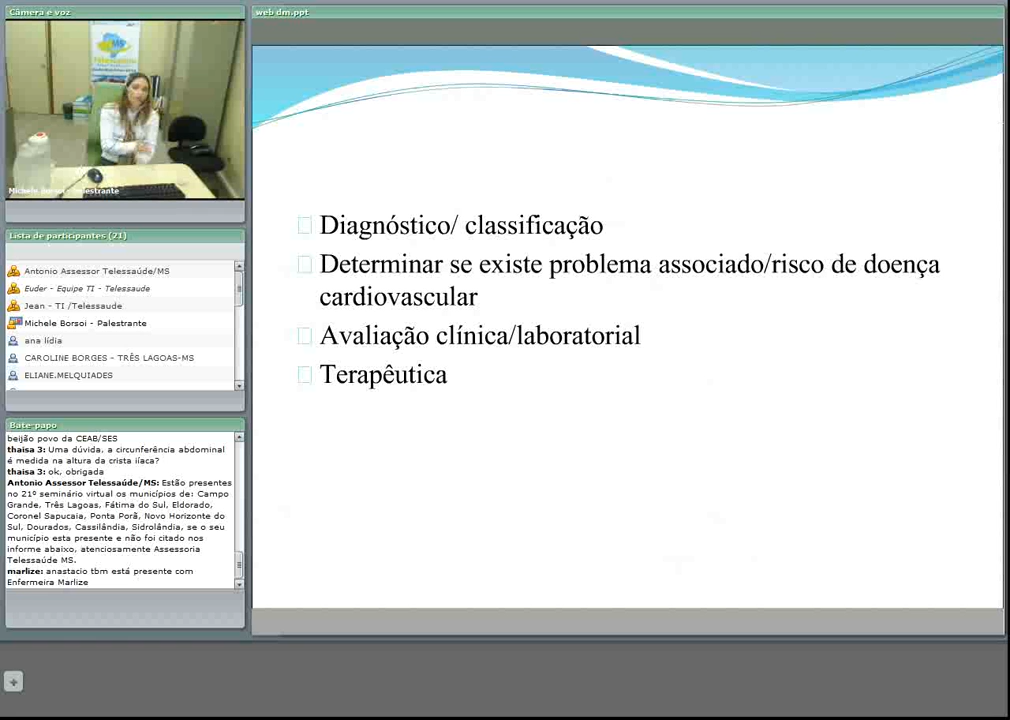 Câmera e voz
web dm.ppt
MS
Michele Borsoi - Palestrante
Lista de participantes (21)
Antonio Assessor Telessaúde/MS
Euder - Equipe TI - Telessaude
Jean - TI /Telessaude
Michele Borsoi - Palestrante
ana lídia
CAROLINE BORGES - TRÊS LAGOAS-MS
ELIANE.MELQUIADES
Bate-papo
beijão povo da CEAB/SES
thaisa 3: Uma dúvida, a circunferência abdominal
é medida na altura da crista ilíaca?
thaisa 3: ok, obrigada
Antonio Assessor Telessaúde/MS: Estão presentes
no 21º seminário virtual os municípios de: Campo
Grande, Três Lagoas, Fátima do Sul, Eldorado,
Coronel Sapucaia, Ponta Porã, Novo Horizonte do
Sul, Dourados, Cassilândia, Sidrolândia, se o seu
município esta presente e não foi citado nos
informe abaixo, atenciosamente Assessoria
Telessaúde MS.
marlize: anastacio tbm está presente com
Enfermeira Marlize
Diagnóstico/ classificação
Determinar se existe problema associado/risco de doença
cardiovascular
Avaliação clínica/laboratorial
Terapêutica